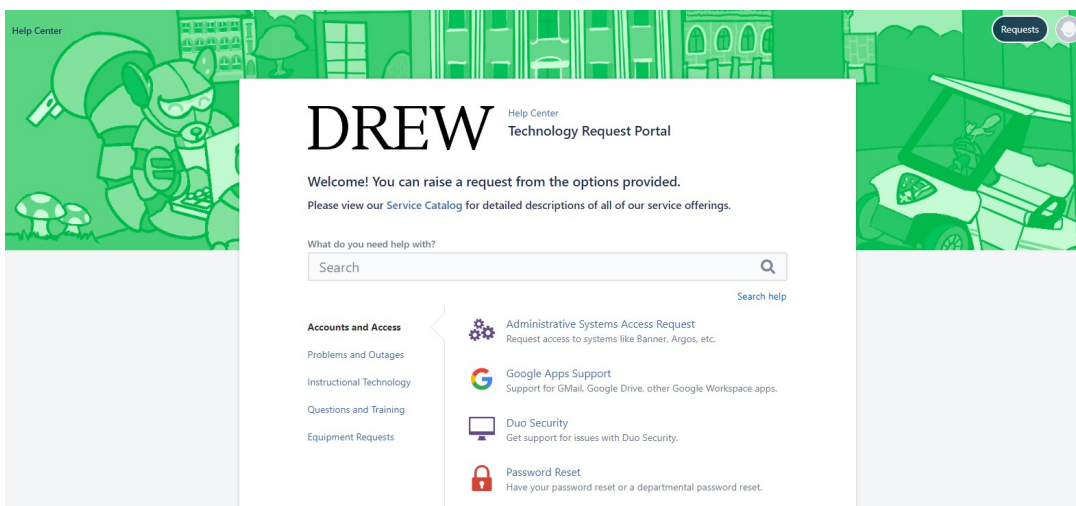 Help Center
Requests
DREW
Help Center
Technology Request Portal
Welcome! You can raise a request from the options provided.
Please view our Service Catalog for detailed descriptions of all of our service offerings.
What do you need help with?
Search
Search help
Accounts and Access
Problems and Outages
Instructional Technology
Questions and Training
Equipment Requests
Administrative Systems Access Request
Request access to systems like Banner, Argos, etc.
Google Apps Support
Support for GMail, Google Drive, other Google Workspace apps.
Duo Security
Get support for issues with Duo Security.
Password Reset
Have your password reset or a departmental password reset.